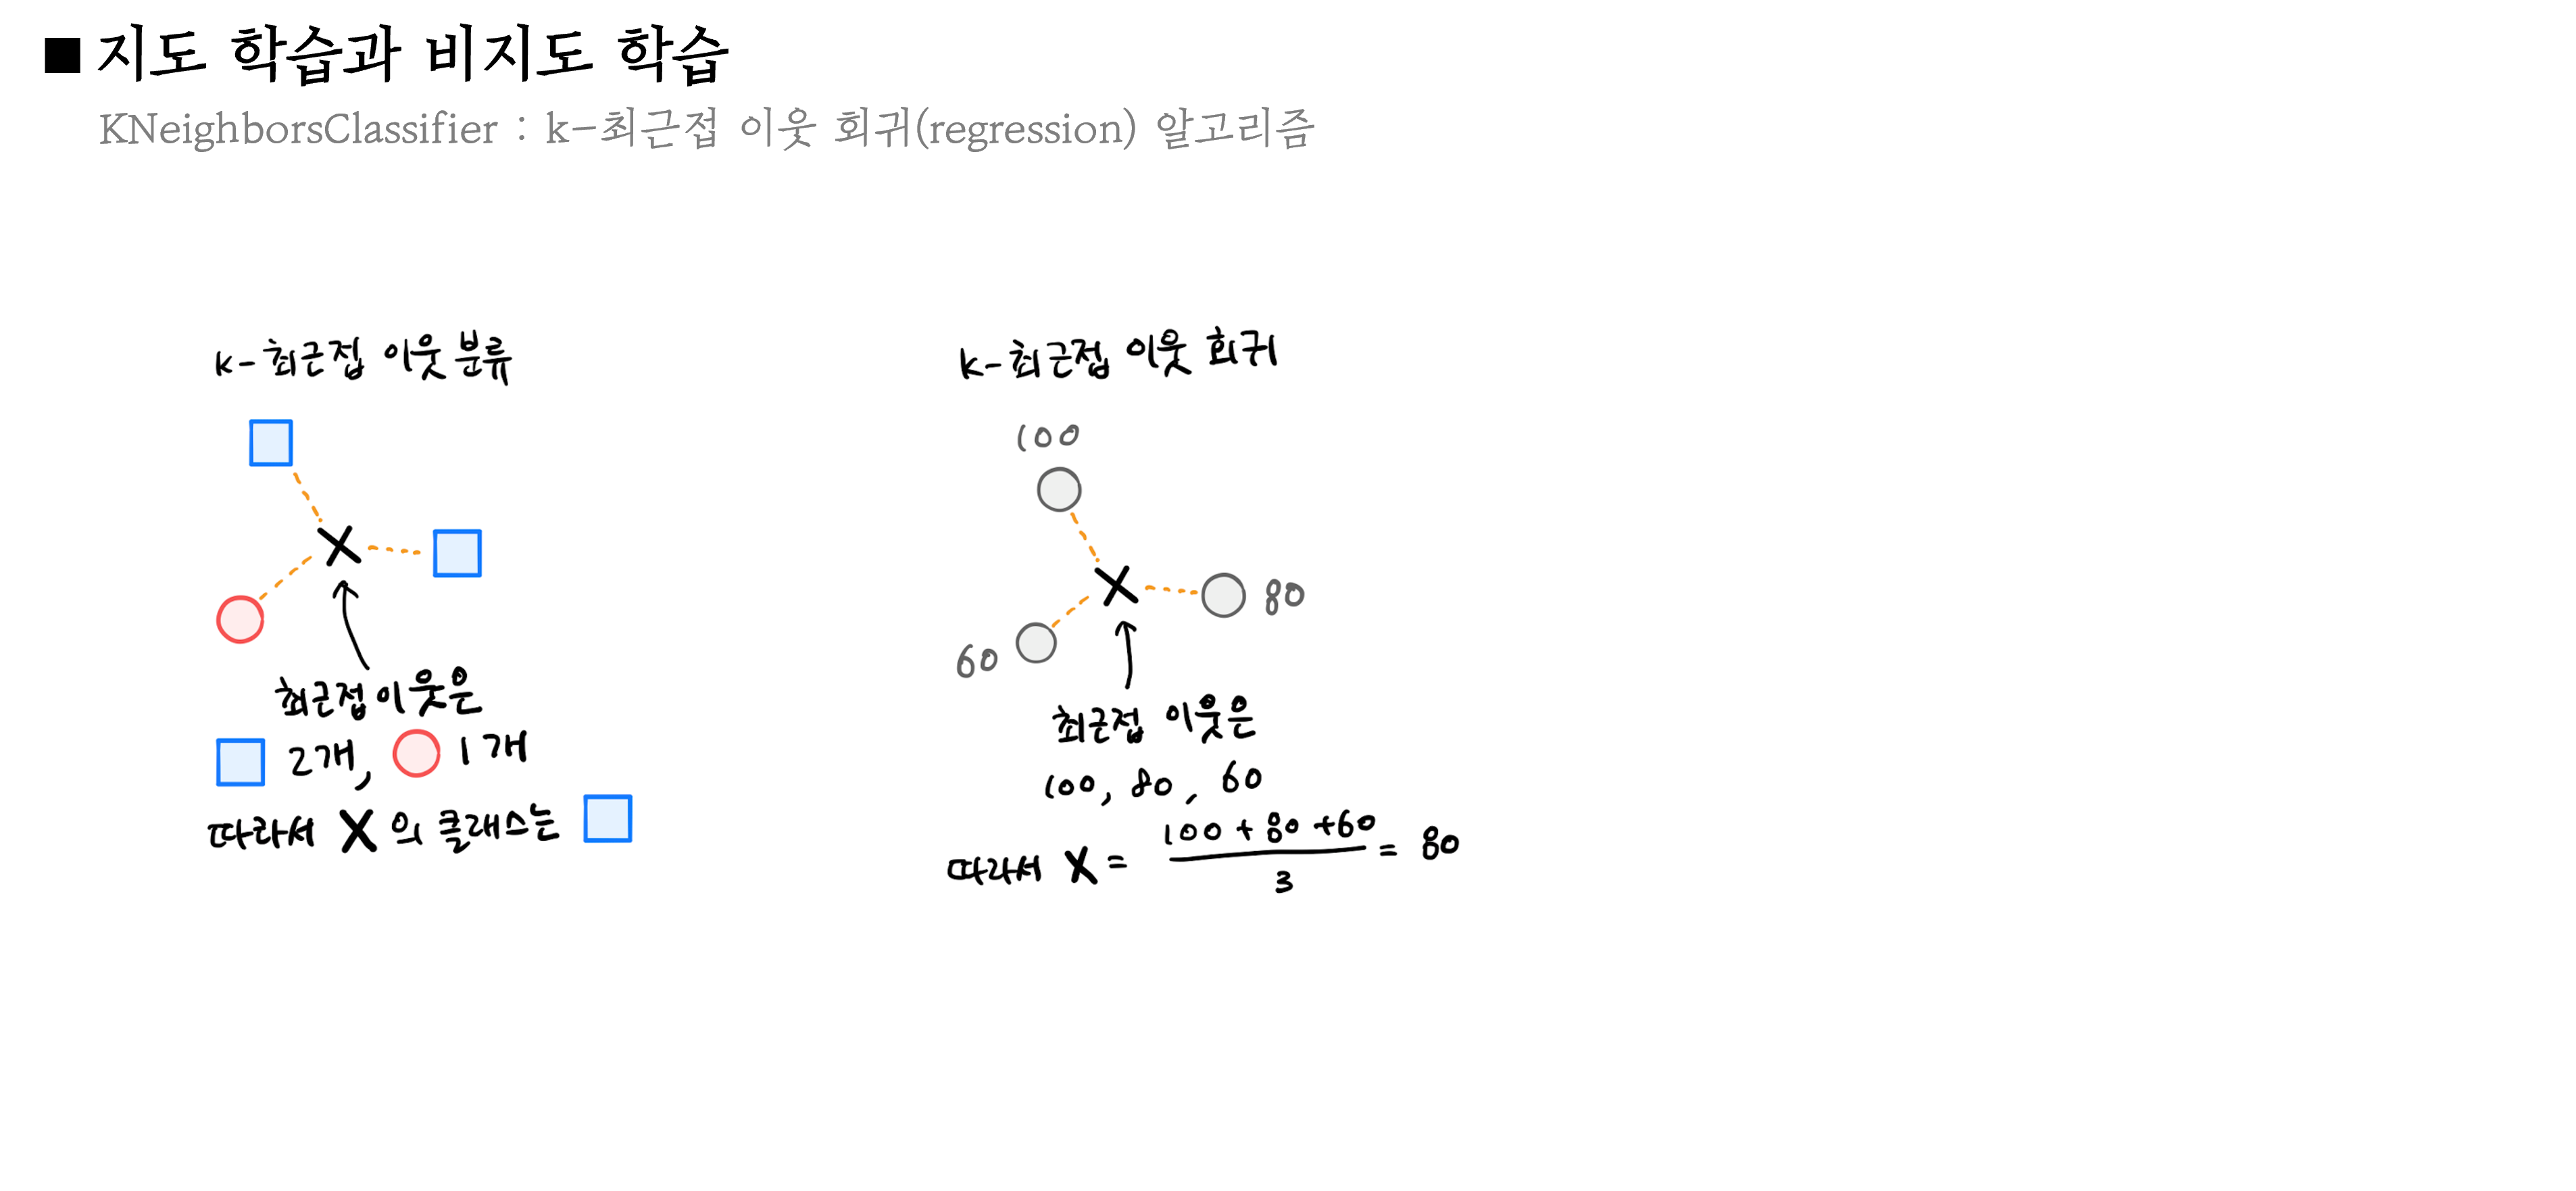 ■ 지도 학습과 비지도 학습
KNeighborsClassifier : k-최근접 이웃 회귀(regression) 알고리즘
k-최근접 이웃 분류
최근접 이웃은
2개, 1개
따라서 X의 클래스는
k-최근접 이웃 회귀
100
80
60
최근접 이웃은
100, 80, 60
따라서 X = (100 + 80 + 60) / 3 = 80